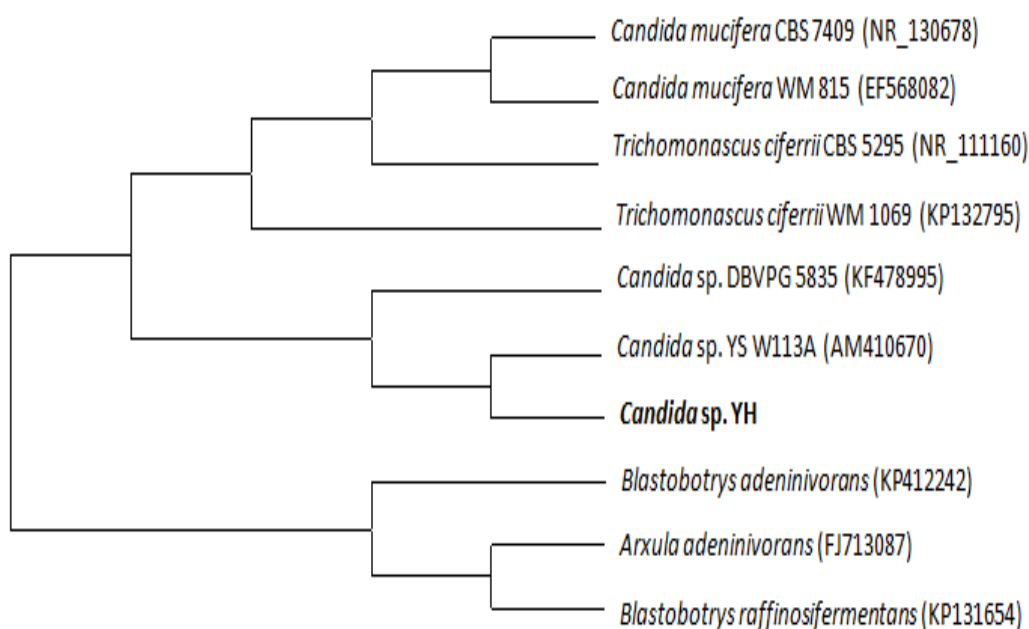 Candida mucifera CBS 7409 (NR_130678)
Candida mucifera WM 815 (EF568082)
Trichomonascus ciferrii CBS 5295 (NR_111160)
Trichomonascus ciferrii WM 1069 (KP132795)
Candida sp. DBVPG 5835 (KF478995)
Candida sp. YS W113A (AM410670)
Candida sp. YH
Blastobotrys adeninivorans (KP412242)
Arxula adeninivorans (FJ713087)
Blastobotrys raffinosifermentans (KP131654)